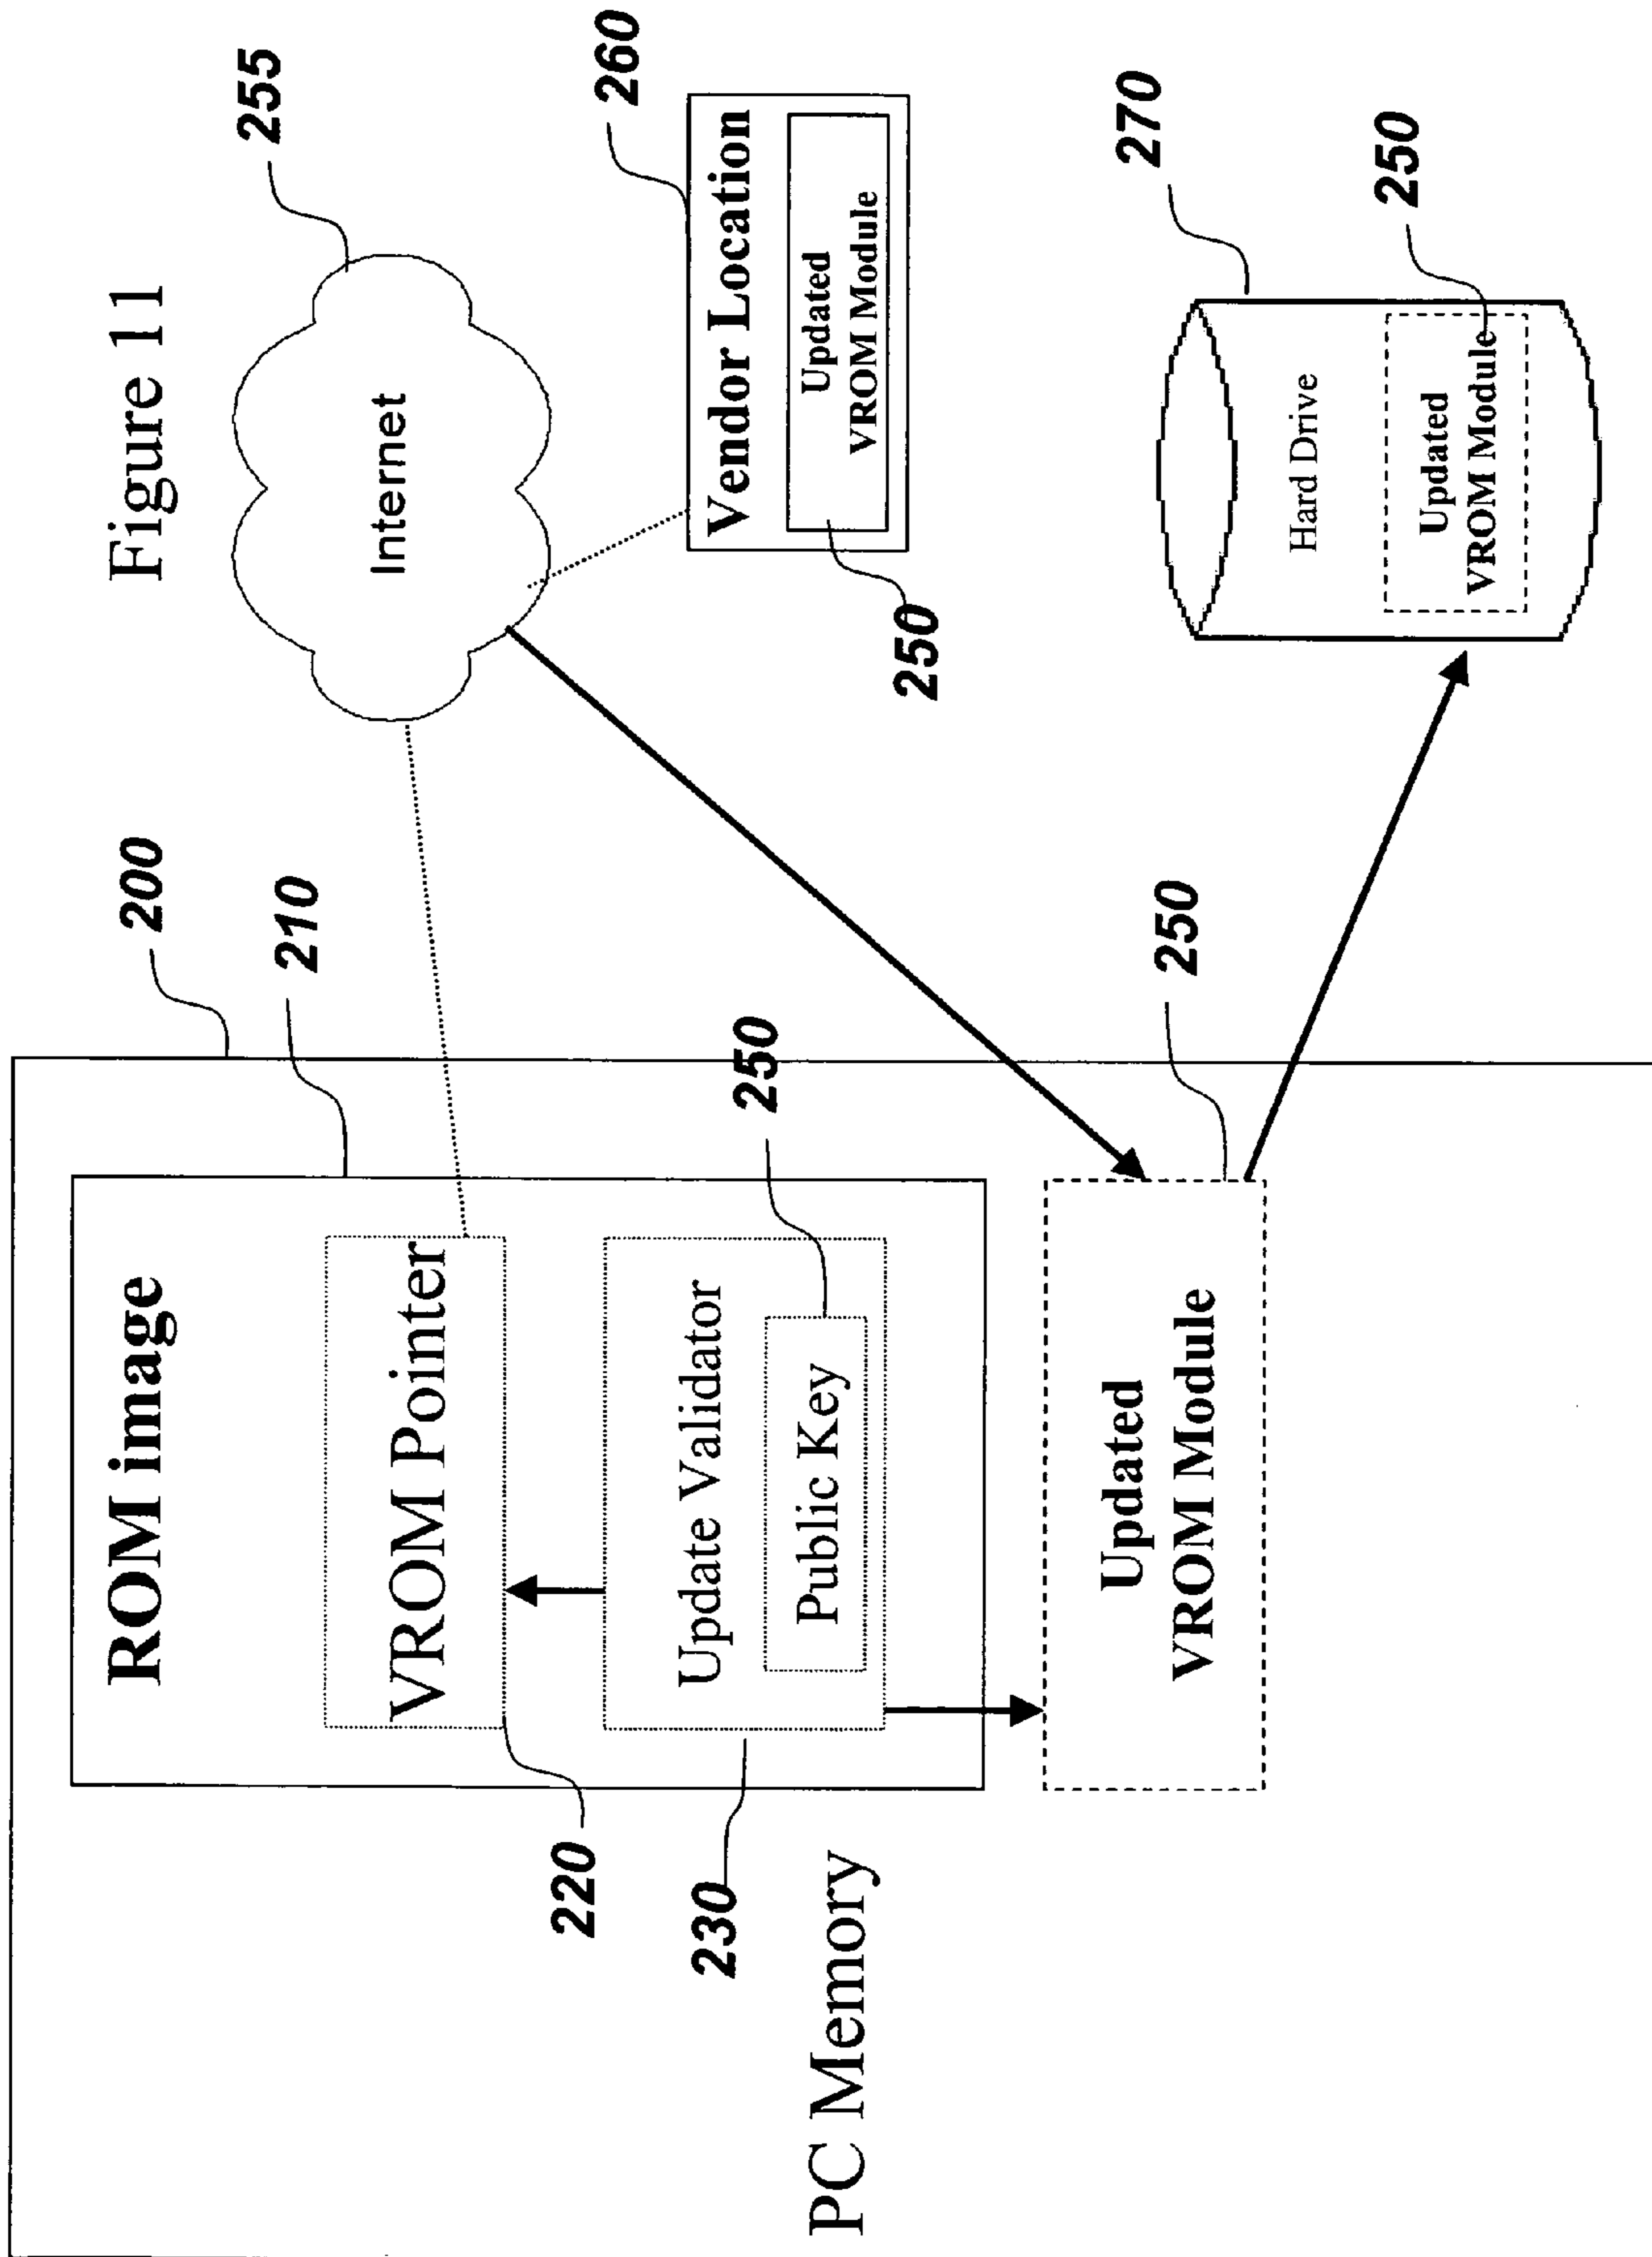 Figure 11
200
210
ROM image
VROM Pointer
220
Update Validator
Public Key
250
230
PC Memory
Updated
VROM Module
250
Internet
255
Vendor Location
260
Updated
VROM Module
250
Hard Drive
270
Updated
VROM Module
250